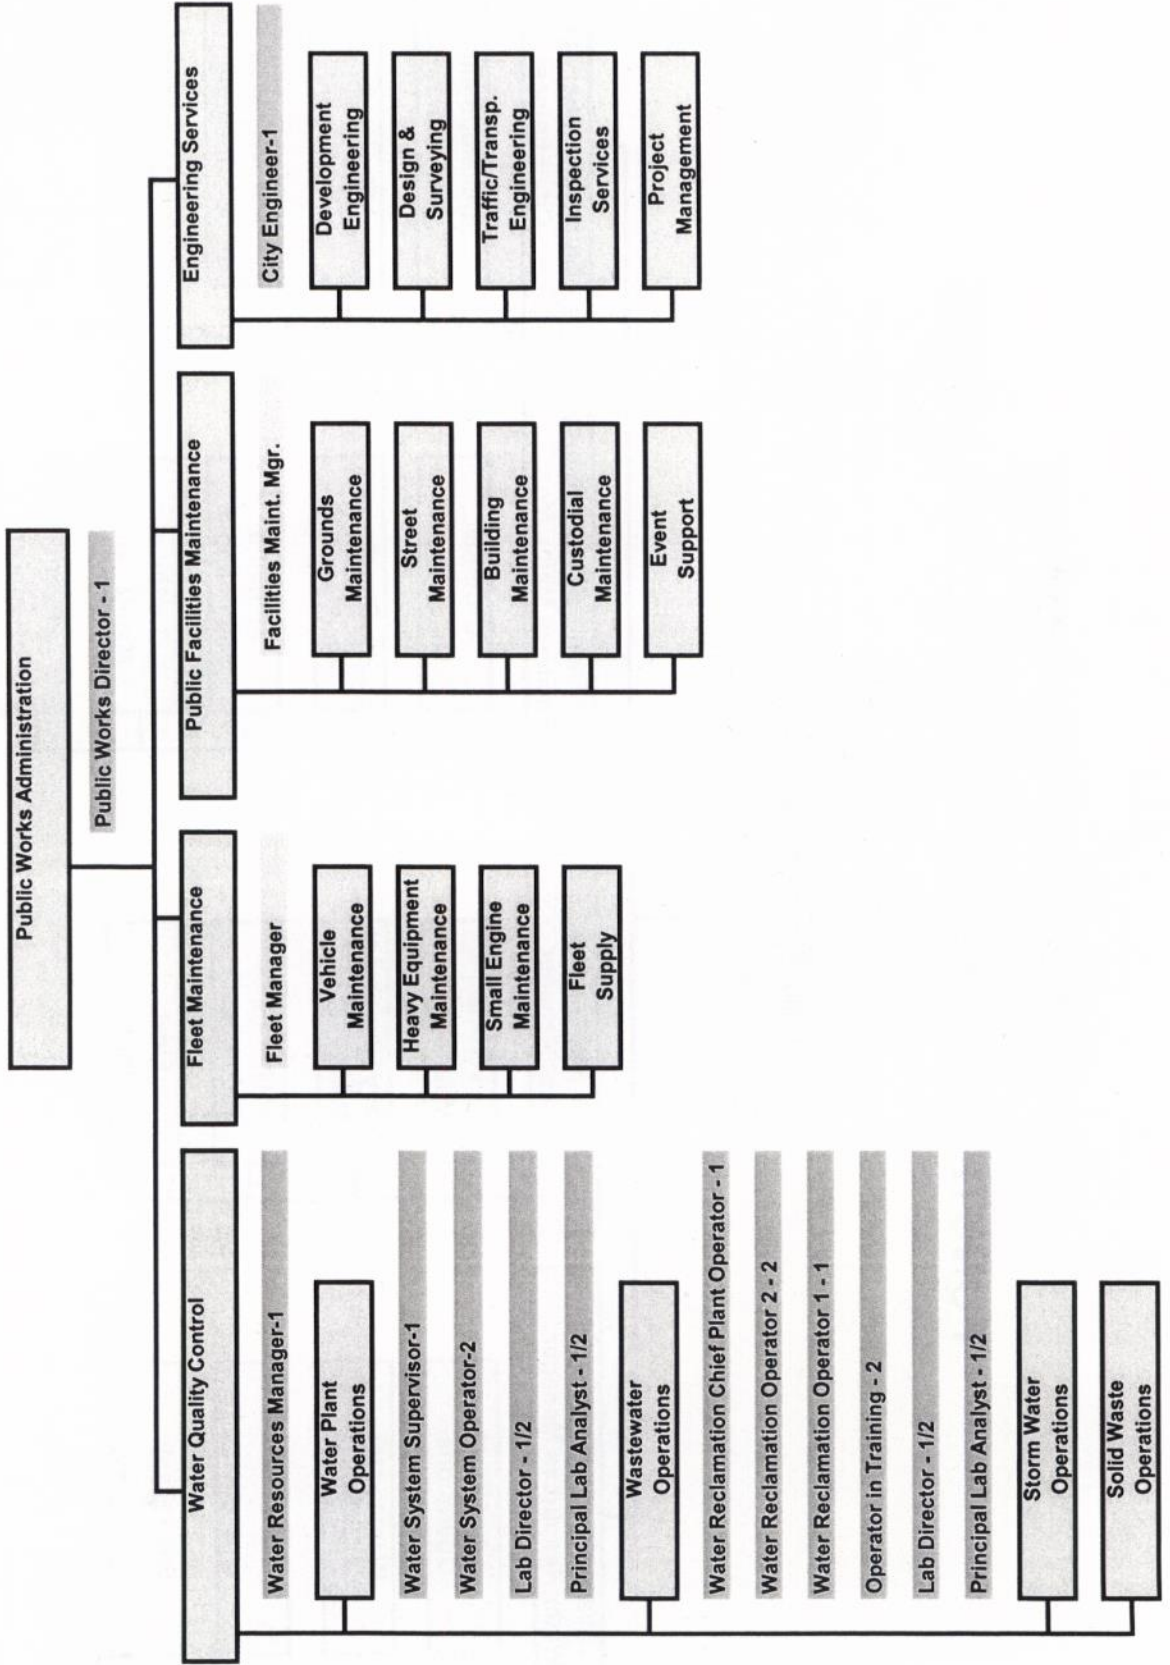 Public Works Administration
Public Works Director - 1
Water Quality Control
Water Resources Manager-1
Water Plant
Operations
Water System Supervisor-1
Water System Operator-2
Lab Director - 1/2
Principal Lab Analyst - 1/2
Wastewater
Operations
Water Reclamation Chief Plant Operator - 1
Water Reclamation Operator 2 - 2
Water Reclamation Operator 1 - 1
Operator in Training - 2
Lab Director - 1/2
Principal Lab Analyst - 1/2
Storm Water
Operations
Solid Waste
Operations
Fleet Maintenance
Fleet Manager
Vehicle
Maintenance
Heavy Equipment
Maintenance
Small Engine
Maintenance
Fleet
Supply
Public Facilities Maintenance
Facilities Maint. Mgr.
Grounds
Maintenance
Street
Maintenance
Building
Maintenance
Custodial
Maintenance
Event
Support
Engineering Services
City Engineer-1
Development
Engineering
Design &
Surveying
Traffic/Transp.
Engineering
Inspection
Services
Project
Management